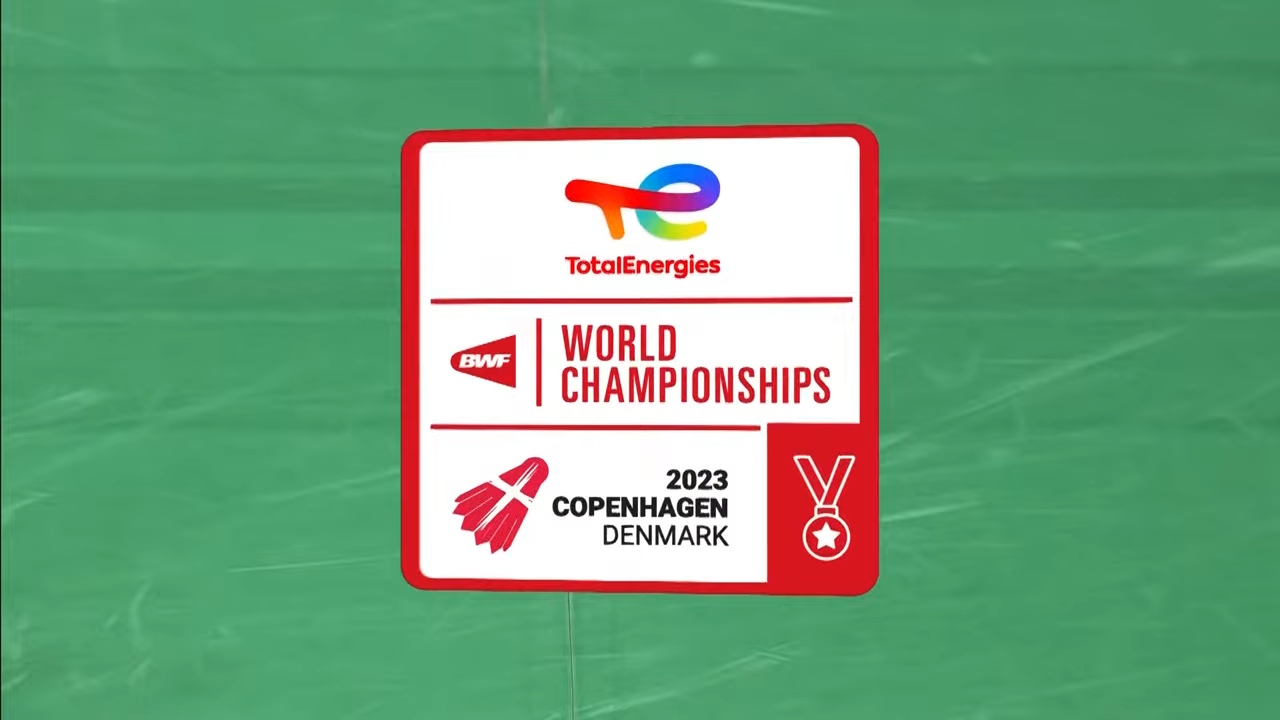 TotalEnergies
BWF
WORLD
CHAMPIONSHIPS
2023
COPENHAGEN
DENMARK